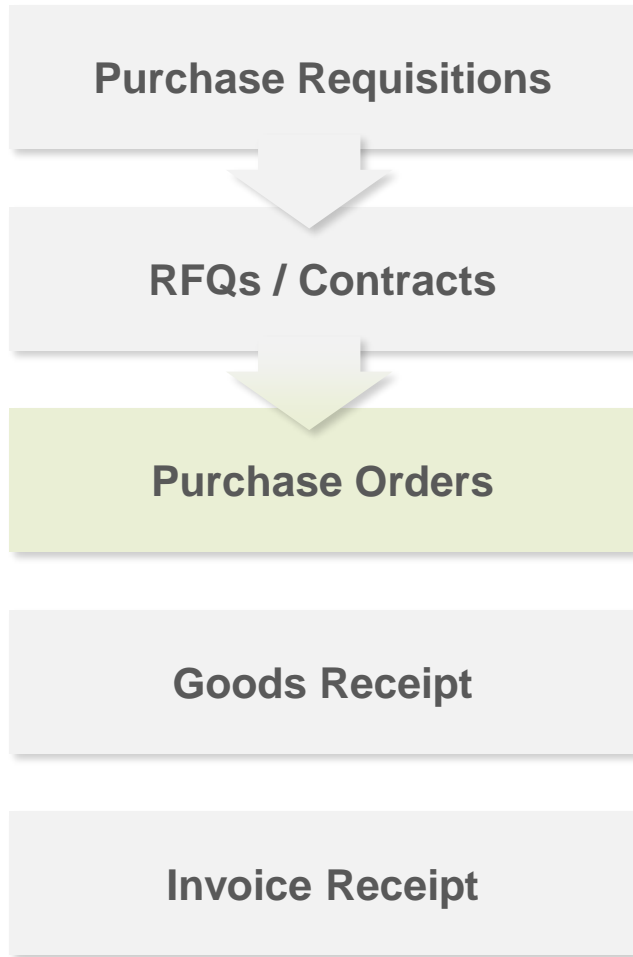 Purchase Requisitions
RFQs / Contracts
Purchase Orders
Goods Receipt
Invoice Receipt